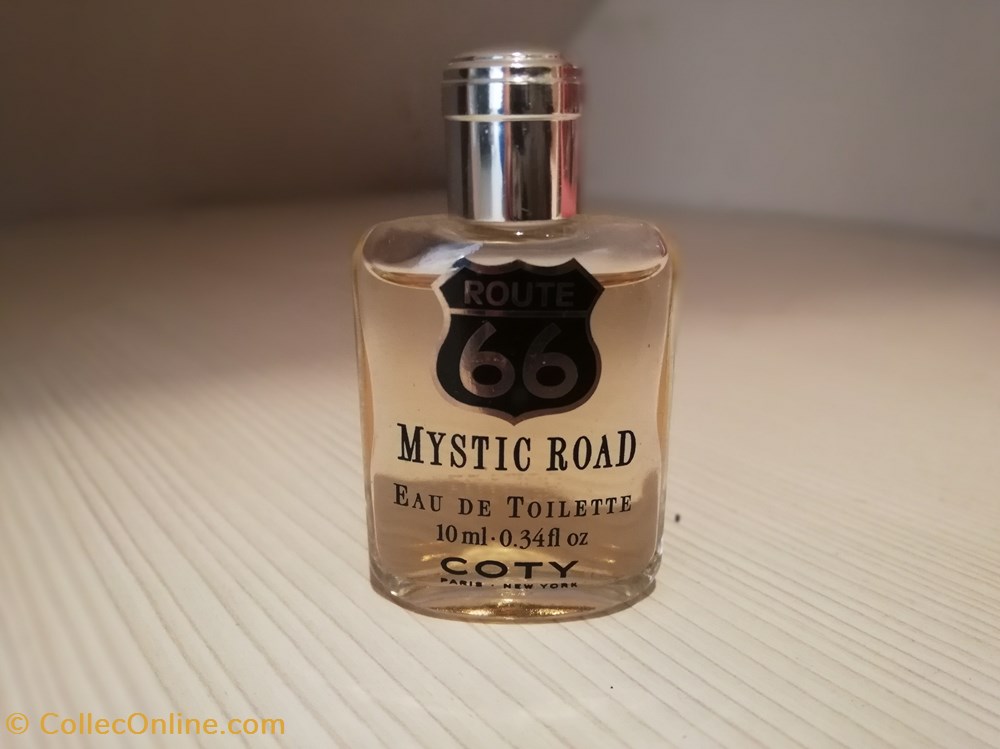 ROUTE
66
MYSTIC ROAD
EAU DE TOILETTE
10 ml · 0.34fl oz
COTY
PARIS · NEW YORK
© CollecOnline.com